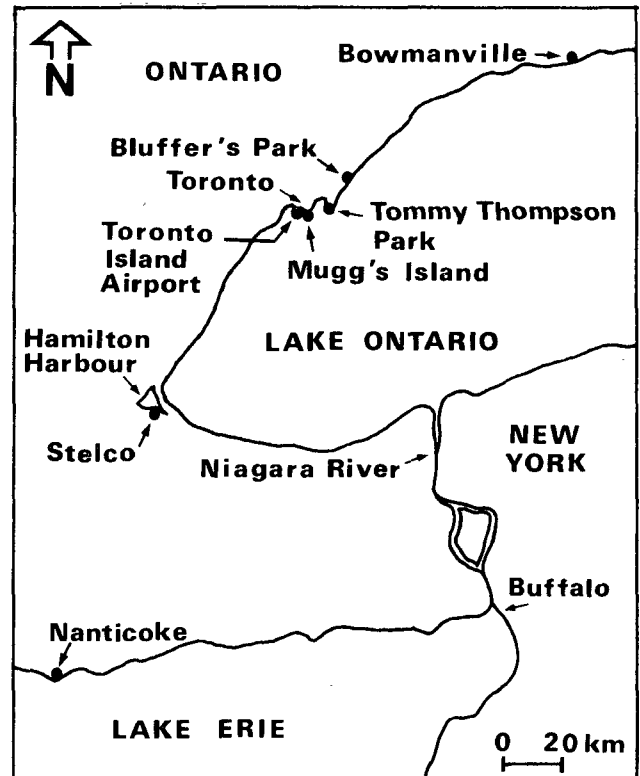 N
ONTARIO
Bowmanville
Bluffer's Park
Toronto
Toronto
Island
Airport
Tommy Thompson
Park
Mugg's Island
LAKE ONTARIO
Hamilton
Harbour
Stelco
Niagara River
NEW
YORK
Buffalo
Nanticoke
LAKE ERIE
0 20 km